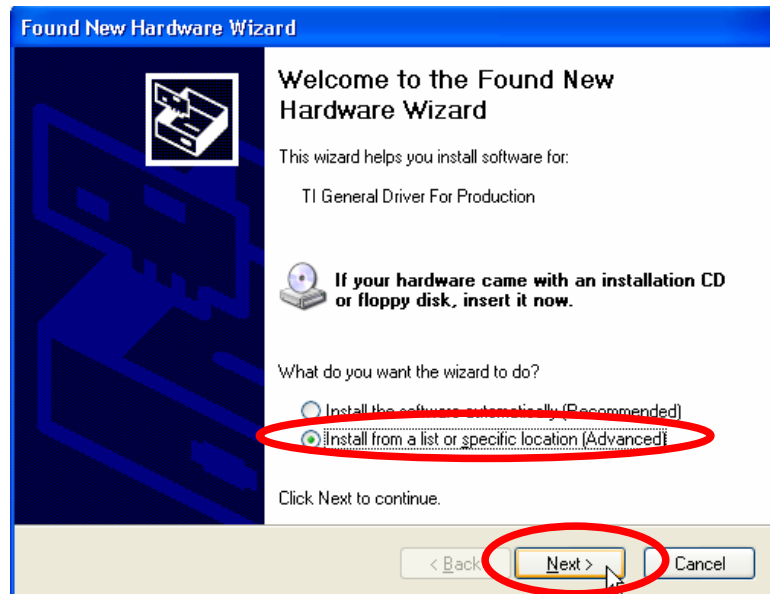 Found New Hardware Wizard
Welcome to the Found New
Hardware Wizard
This wizard helps you install software for:
TI General Driver For Production
If your hardware came with an installation CD
or floppy disk, insert it now.
What do you want the wizard to do?
Install the software automatically (Recommended)
Install from a list or specific location (Advanced)
Click Next to continue.
< Back
Next >
Cancel